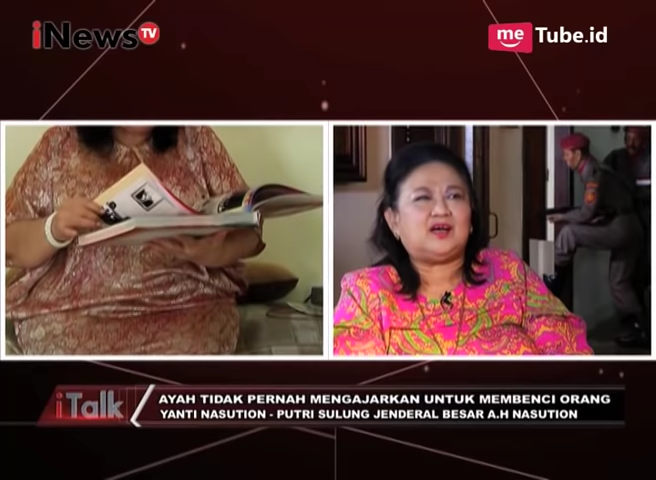 iNews TV
me Tube.id
iTalk
AYAH TIDAK PERNAH MENGAJARKAN UNTUK MEMBENCI ORANG
YANTI NASUTION - PUTRI SULUNG JENDERAL BESAR A.H NASUTION